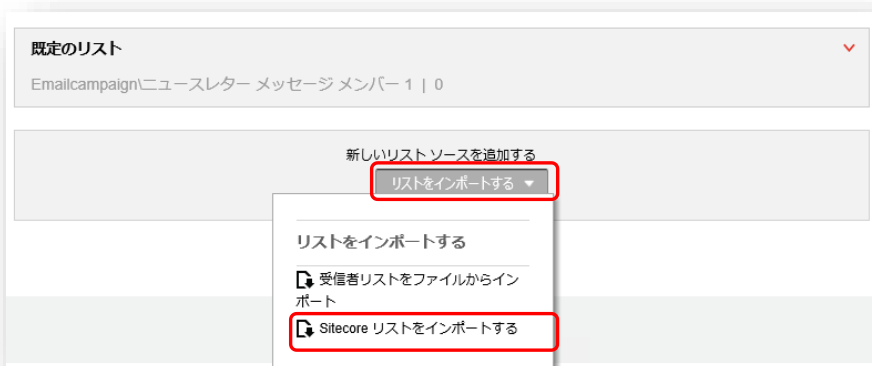 既定のリスト
Emailcampaign\ニュースレター メッセージ メンバー 1 | 0
新しいリスト ソースを追加する
リストをインポートする
リストをインポートする
受信者リストをファイルからイン
ポート
Sitecore リストをインポートする